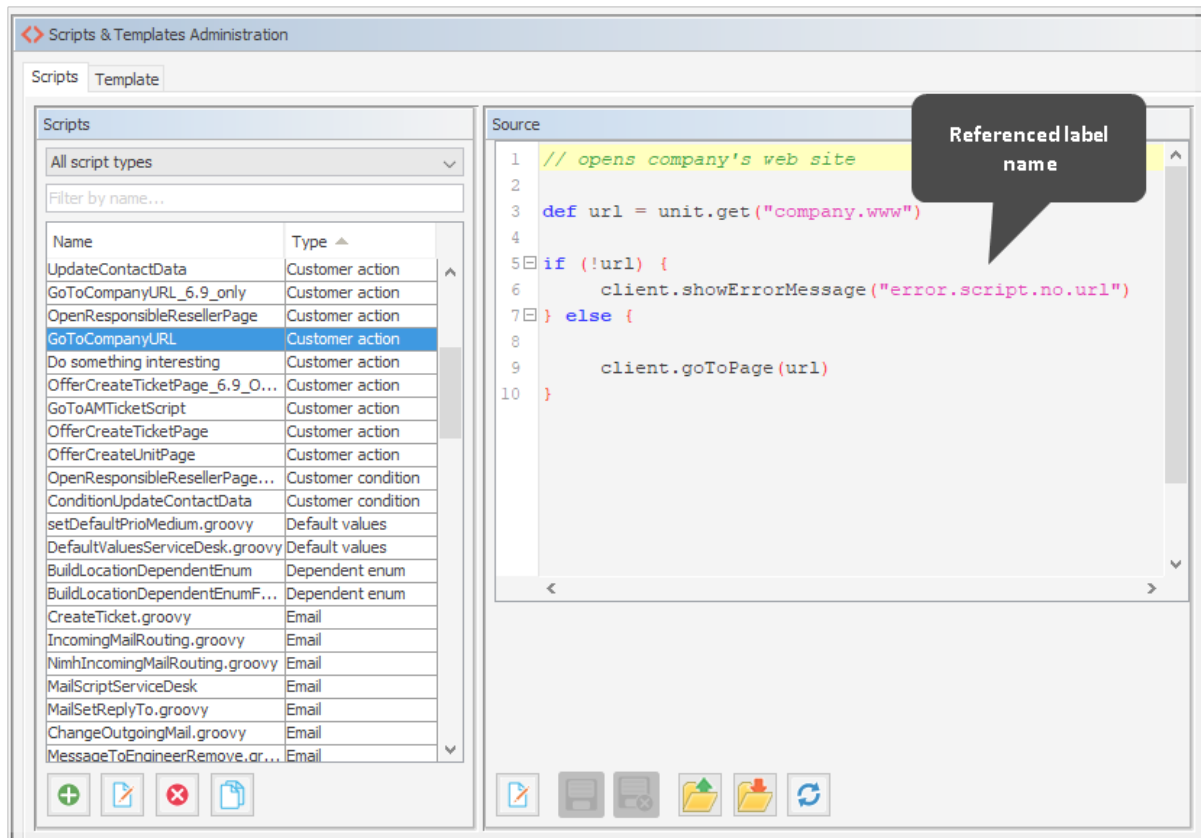 Scripts & Templates Administration
Scripts Template
Scripts
All script types
Filter by name...
Name Type
UpdateContactData Customer action
GoToCompanyURL_6.9_only Customer action
OpenResponsibleResellerPage Customer action
GoToCompanyURL Customer action
Do something interesting Customer action
OfferCreateTicketPage_6.9_O... Customer action
GoToAMTicketScript Customer action
OfferCreateTicketPage Customer action
OfferCreateUnitPage Customer action
OpenResponsibleResellerPage... Customer condition
ConditionUpdateContactData Customer condition
setDefaultPrioMedium.groovy Default values
DefaultValuesServiceDesk.groovy Default values
BuildLocationDependentEnum Dependent enum
BuildLocationDependentEnumF... Dependent enum
CreateTicket.groovy Email
IncomingMailRouting.groovy Email
NimhIncomingMailRouting.groovy Email
MailScriptServiceDesk Email
MailSetReplyTo.groovy Email
ChangeOutgoingMail.groovy Email
MessageToEngineerRemove.gr... Email
Source
Referenced label
name
1 // opens company's web site
2
3 def url = unit.get("company.www")
4
5 if (!url) {
6 client.showErrorMessage("error.script.no.url")
7 } else {
8
9 client.goToPage(url)
10 }